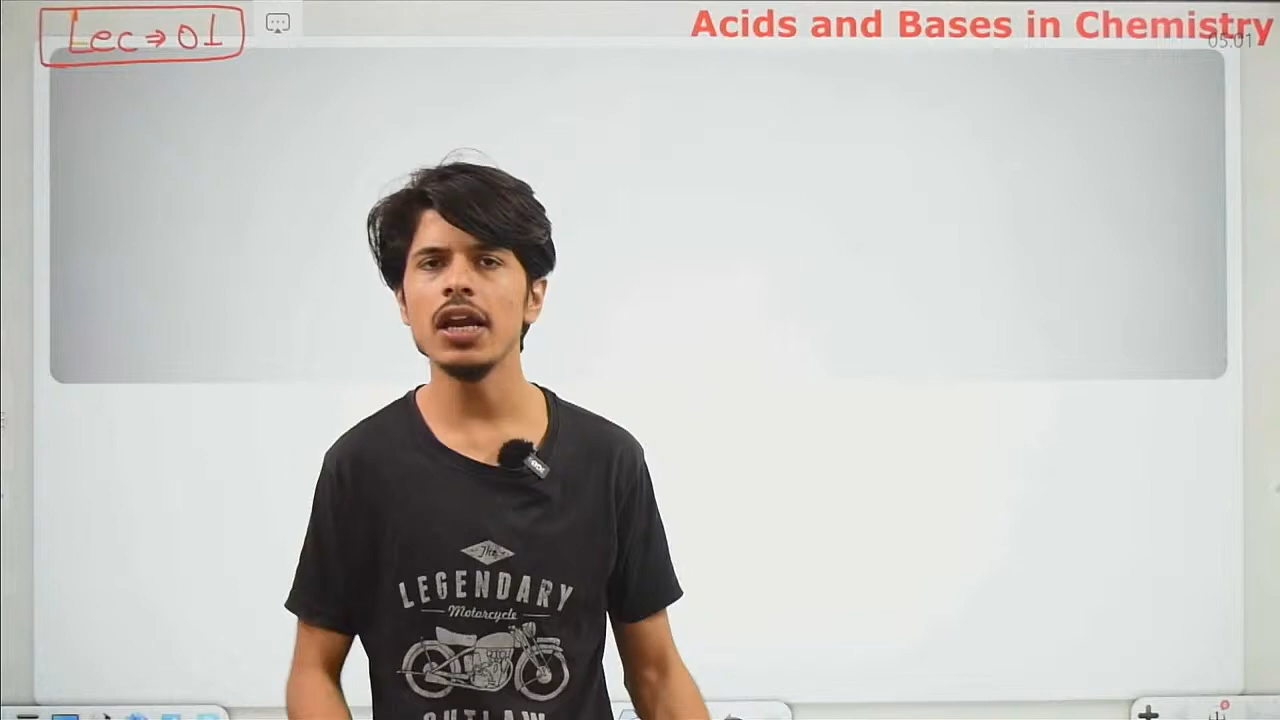 Lec ⇒ 01
Acids and Bases in Chemistry
05:01
The
LEGENDARY
Motorcycle
OUTLAW